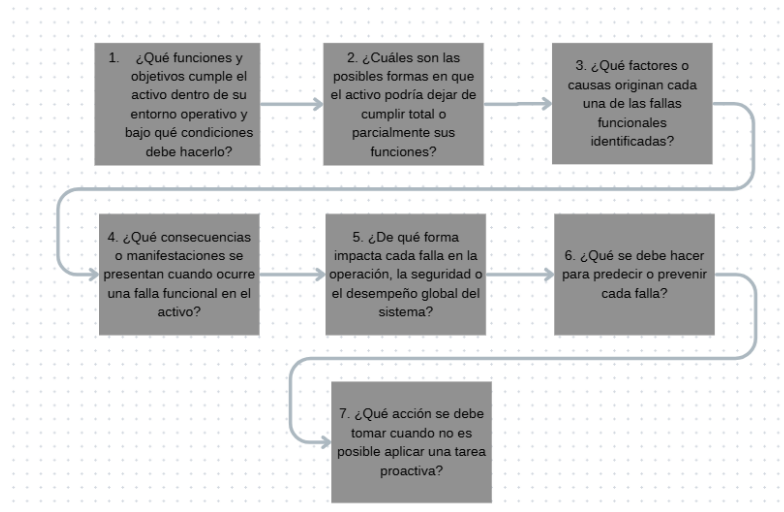 1. ¿Qué funciones y
objetivos cumple el
activo dentro de su
entorno operativo y
bajo qué condiciones
debe hacerlo?
2. ¿Cuáles son las
posibles formas en que
el activo podría dejar de
cumplir total o
parcialmente sus
funciones?
3. ¿Qué factores o
causas originan cada
una de las fallas
funcionales
identificadas?
4. ¿Qué consecuencias
o manifestaciones se
presentan cuando ocurre
una falla funcional en el
activo?
5. ¿De qué forma
impacta cada falla en la
operación, la seguridad o
el desempeño global del
sistema?
6. ¿Qué se debe hacer
para predecir o prevenir
cada falla?
7. ¿Qué acción se debe
tomar cuando no es
posible aplicar una tarea
proactiva?